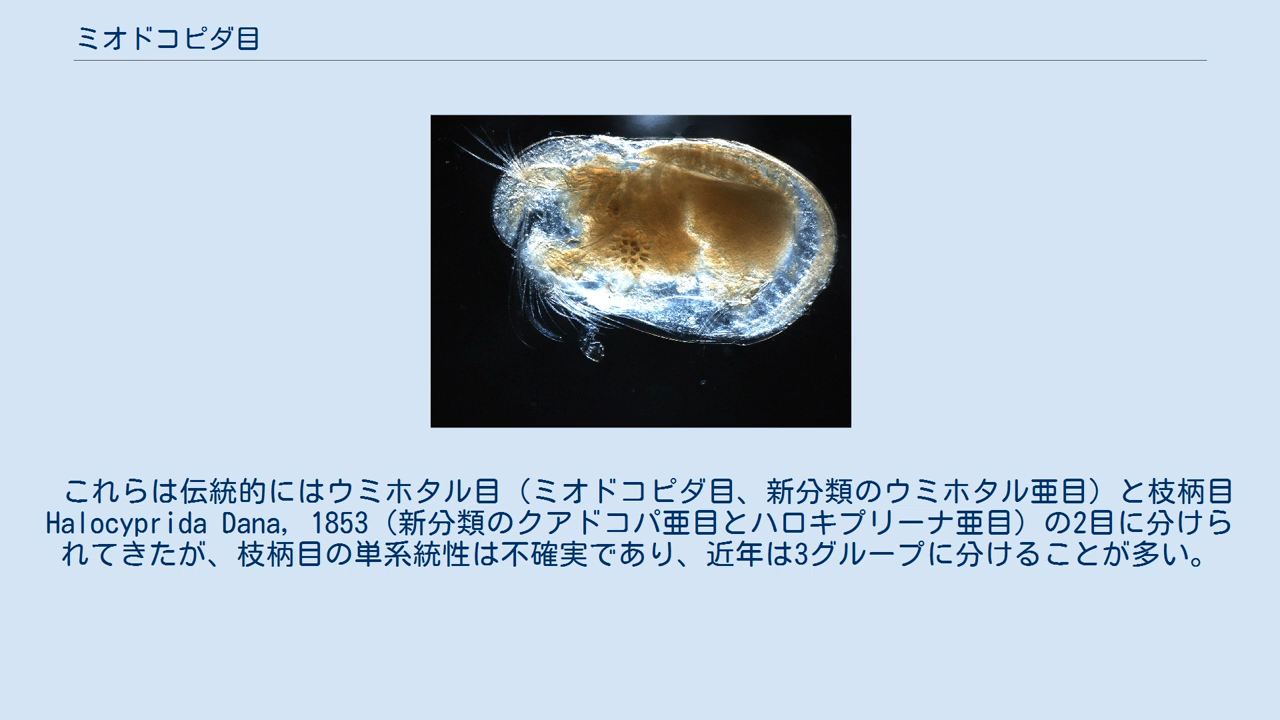 ミオドコピダ目
これらは伝統的にはウミホタル目（ミオドコピダ目、新分類のウミホタル亜目）と枝柄目
Halocyprida Dana, 1853（新分類のクアドコパ亜目とハロキプリーナ亜目）の2目に分けら
れてきたが、枝柄目の単系統性は不確実であり、近年は3グループに分けることが多い。